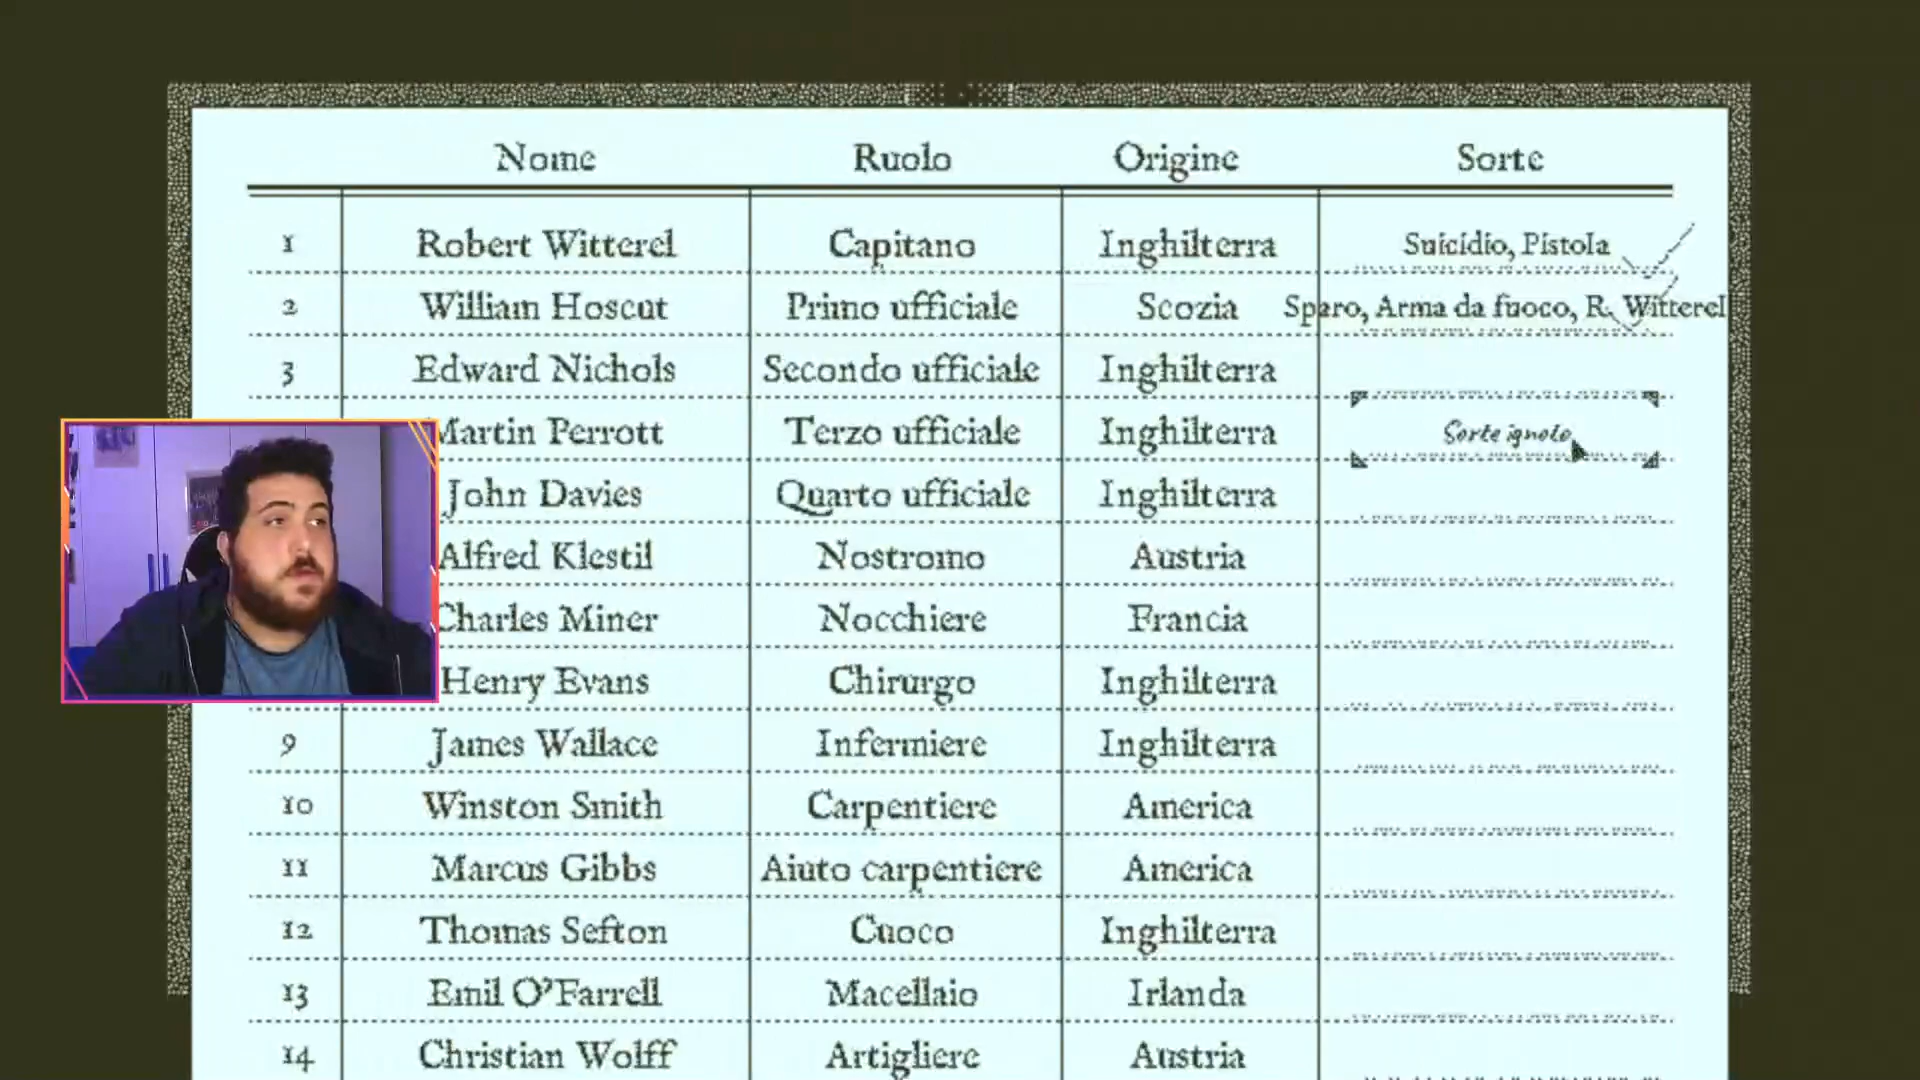 Nome Ruolo Origine Sorte
1 Robert Witterel Capitano Inghilterra Suicidio, Pistola
2 William Hoscut Primo ufficiale Scozia Sparo, Arma da fuoco, R. Witterel
3 Edward Nichols Secondo ufficiale Inghilterra
Martin Perrott Terzo ufficiale Inghilterra Sorte ignota
John Davies Quarto ufficiale Inghilterra
Alfred Klestil Nostromo Austria
Charles Miner Nocchiere Francia
Henry Evans Chirurgo Inghilterra
9 James Wallace Infermiere Inghilterra
10 Winston Smith Carpentiere America
11 Marcus Gibbs Aiuto carpentiere America
12 Thomas Sefton Cuoco Inghilterra
13 Emil O'Farrell Macellaio Irlanda
14 Christian Wolff Artigliere Austria